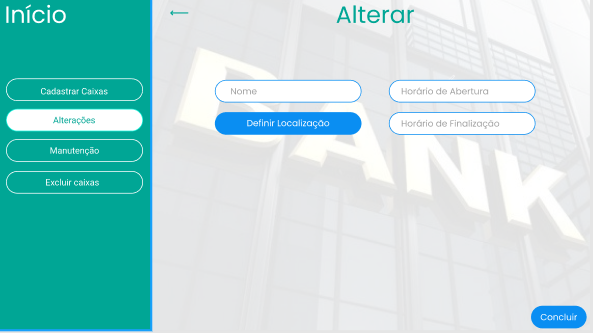 Início
Cadastrar Caixas
Alterações
Manutenção
Excluir caixas
Alterar
Nome
Horário de Abertura
Definir Localização
Horário de Finalização
BANK
Concluir